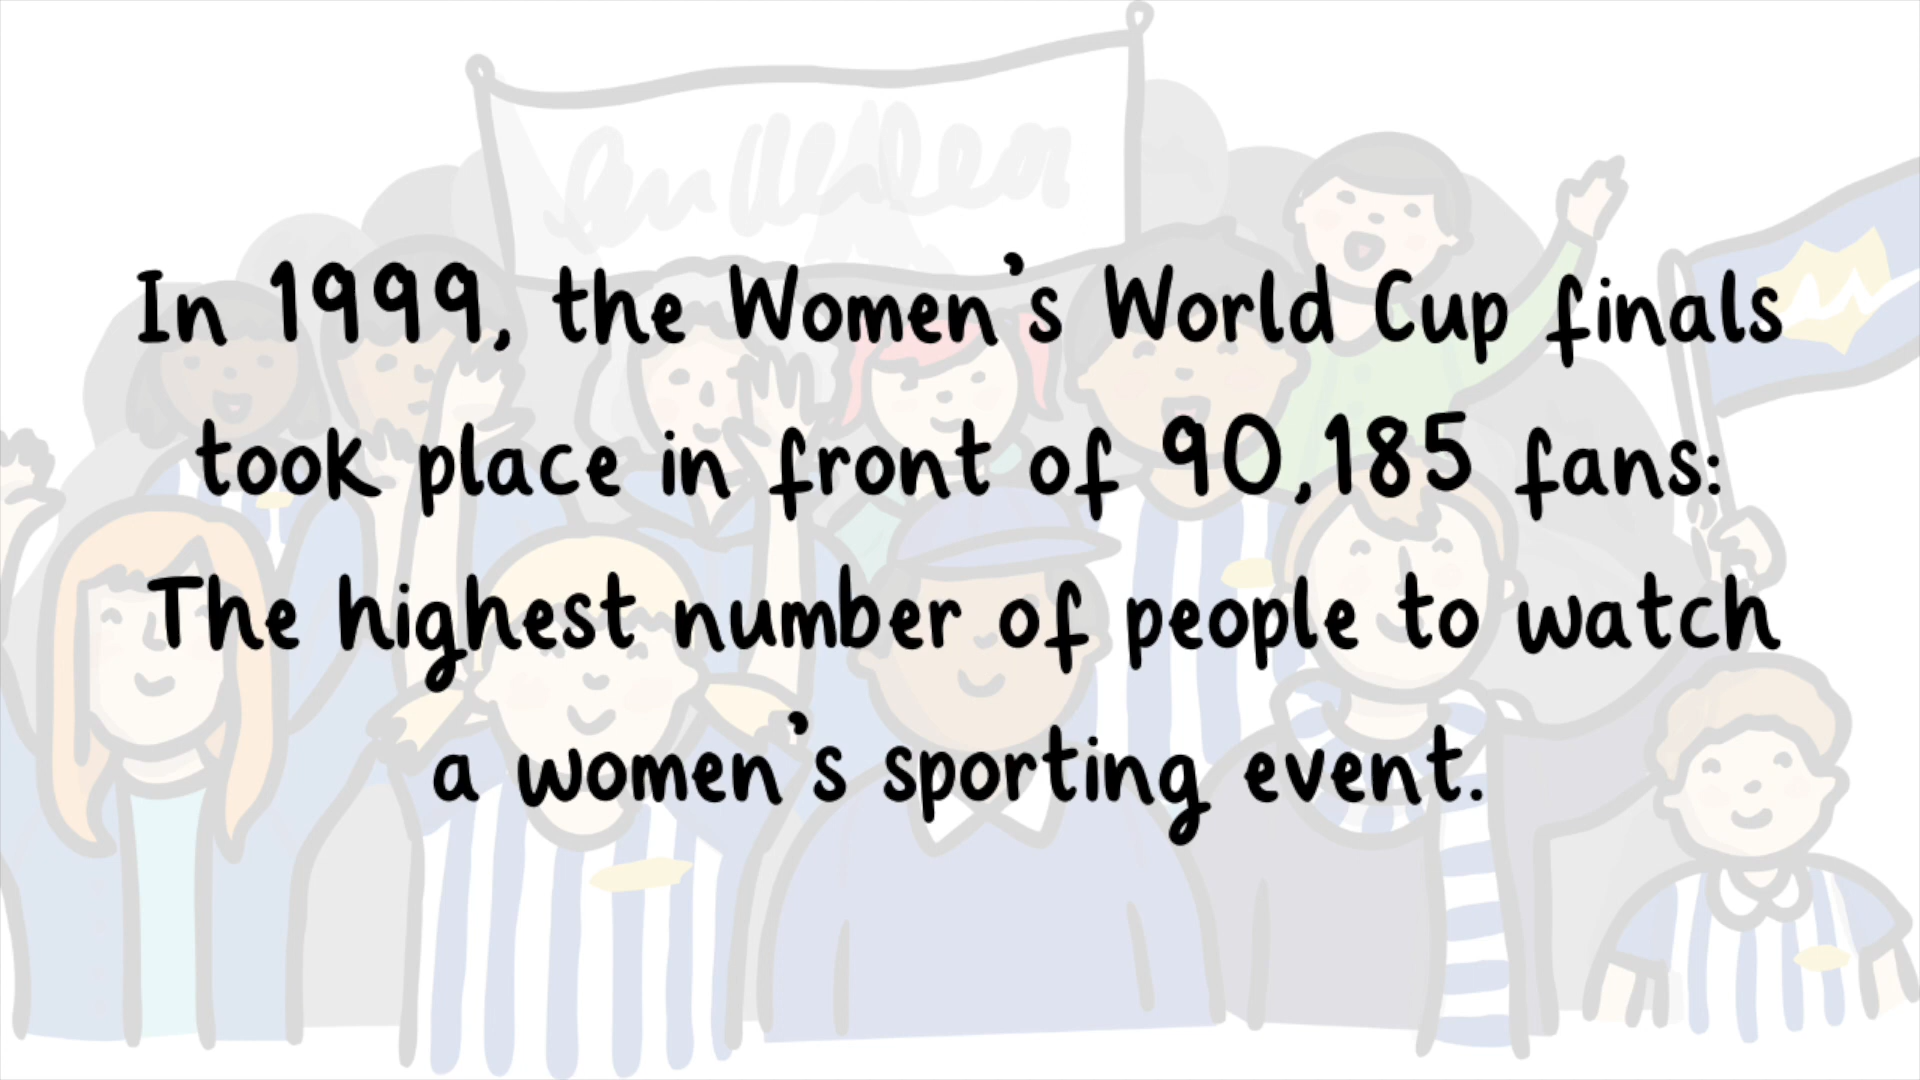 In 1999, the Women's World Cup finals
took place in front of 90,185 fans:
The highest number of people to watch
a women's sporting event.